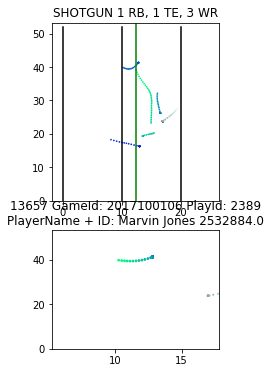 SHOTGUN 1 RB, 1 TE, 3 WR
50
40
30
20
10
0
0 10 20
13657 GameId: 2017100106 PlayId: 2389
PlayerName + ID: Marvin Jones 2532884.0
40
20
0
10 15